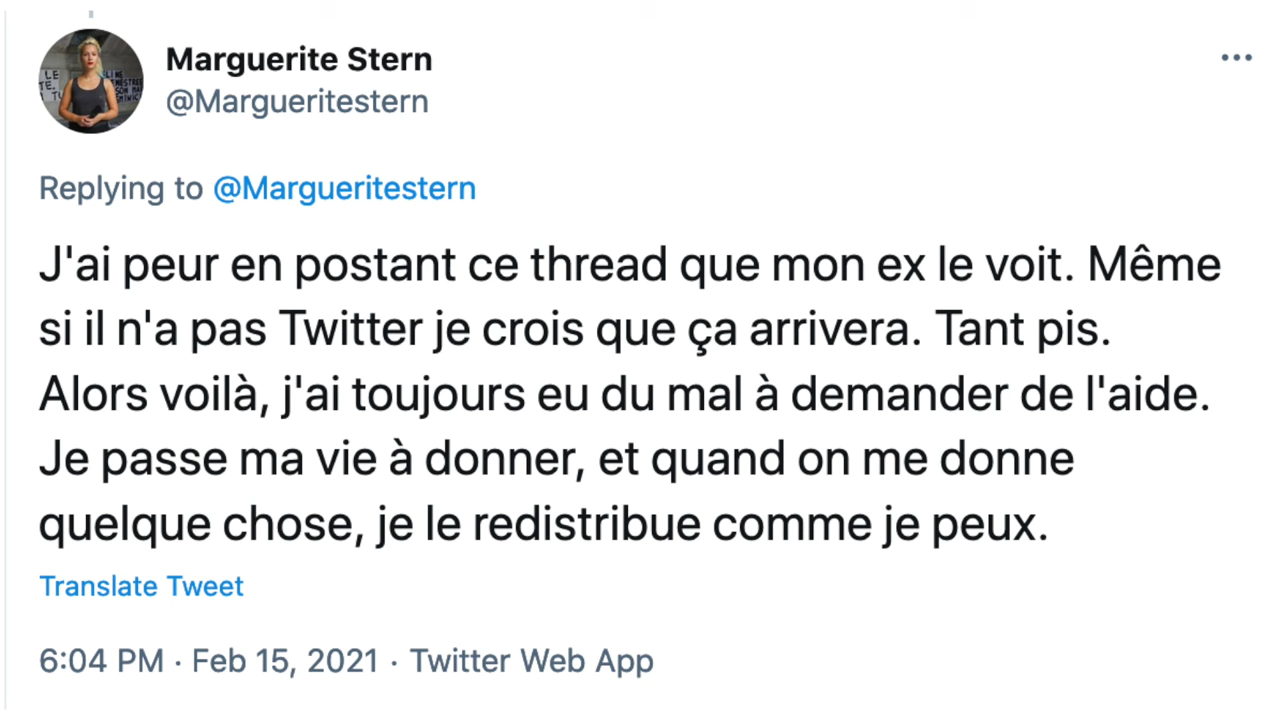 Marguerite Stern
@Margueritestern
Replying to @Margueritestern
J'ai peur en postant ce thread que mon ex le voit. Même
si il n'a pas Twitter je crois que ça arrivera. Tant pis.
Alors voilà, j'ai toujours eu du mal à demander de l'aide.
Je passe ma vie à donner, et quand on me donne
quelque chose, je le redistribue comme je peux.
Translate Tweet
6:04 PM · Feb 15, 2021 · Twitter Web App